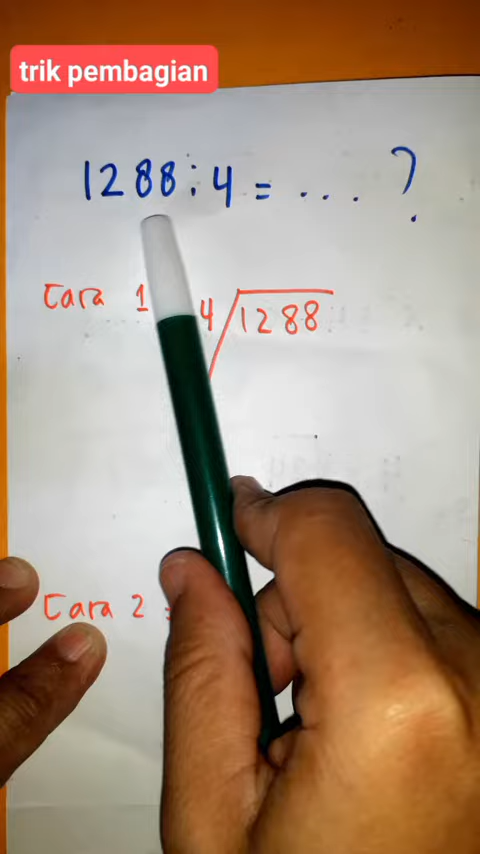 trik pembagian
1288 : 4 = ... ?
Cara 1
4 1288
Cara 2 :